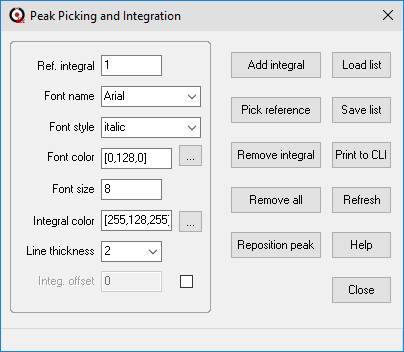 Peak Picking and Integration
Ref. integral 1
Font name Arial
Font style italic
Font color [0,128,0] ...
Font size 8
Integral color [255,128,255] ...
Line thickness 2
Integ. offset 0
Add integral Load list
Pick reference Save list
Remove integral Print to CLI
Remove all Refresh
Reposition peak Help
Close